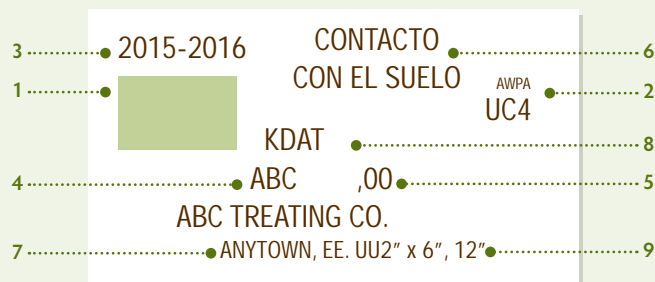 3 2015-2016 CONTACTO 6
1 CON EL SUELO AWPA 2
UC4
KDAT 8
4 ABC ,00 5
ABC TREATING CO.
7 ANYTOWN, EE. UU2" x 6", 12" 9